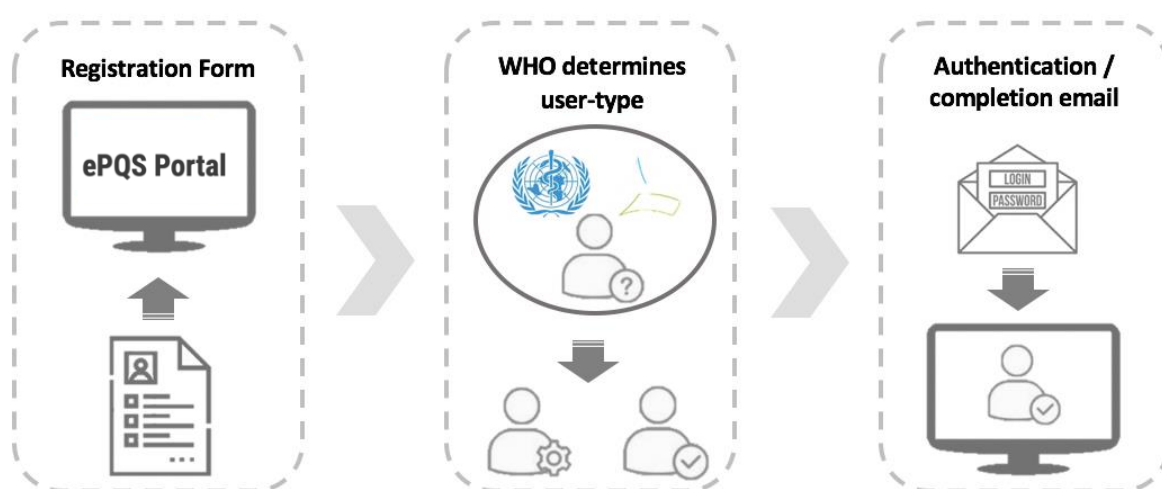 Registration Form
ePQS Portal
WHO determines
user-type
?
Authentication /
completion email
LOGIN
PASSWORD